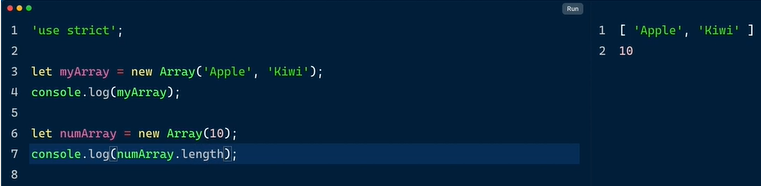 Run
1 'use strict';
2
3 let myArray = new Array('Apple', 'Kiwi');
4 console.log(myArray);
5
6 let numArray = new Array(10);
7 console.log(numArray.length);
8
1 [ 'Apple', 'Kiwi' ]
2 10